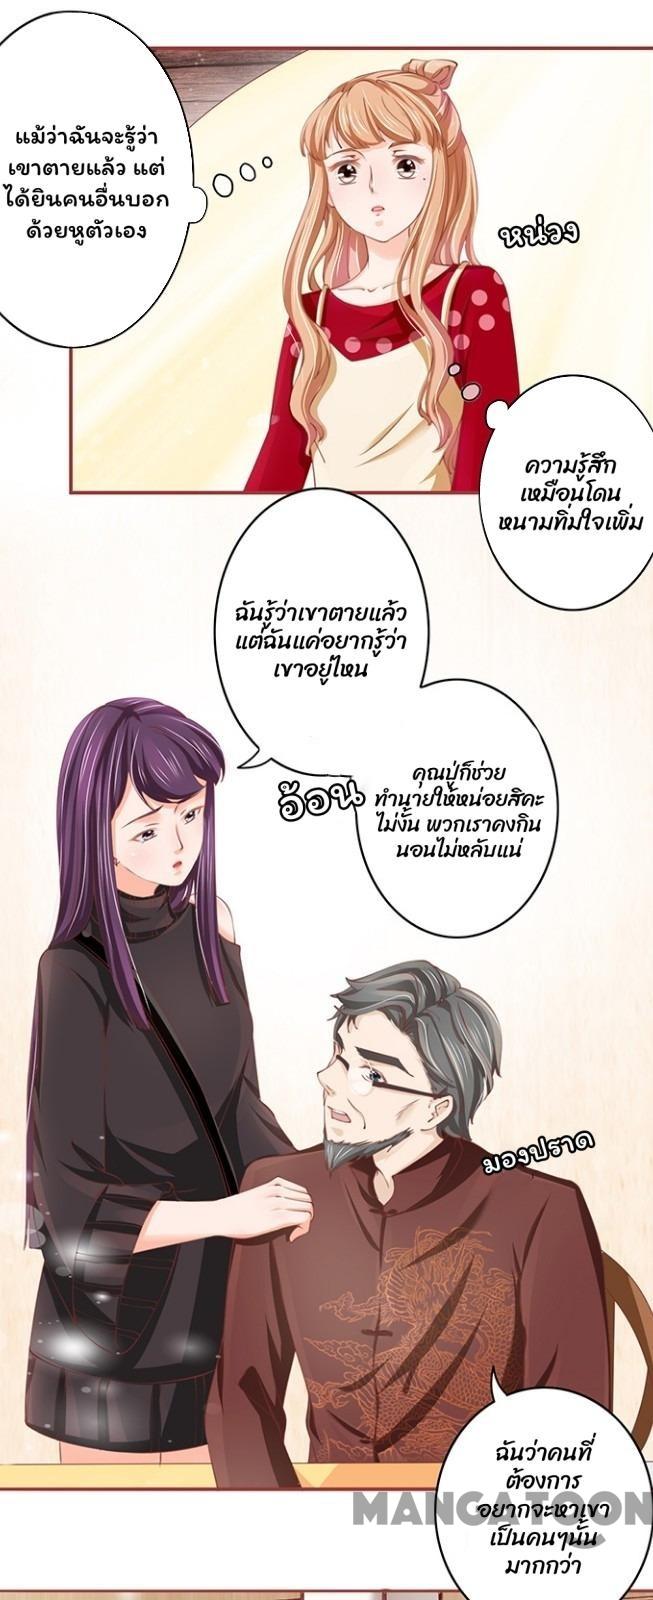 แม้ว่าฉันจะรู้ว่า
เขาตายแล้ว แต่
ได้ยินคนอื่นบอก
ด้วยหูตัวเอง
หน่วง
ความรู้สึก
เหมือนโดน
หนามทิ่มใจเพิ่ม
ฉันรู้ว่าเขาตายแล้ว
แต่ฉันแค่อยากรู้ว่า
เขาอยู่ไหน
อ้อน
คุณปู่ก็ช่วย
ทำนายให้หน่อยสิคะ
ไม่งั้น พวกเราคงกิน
นอนไม่หลับแน่
มองปราด
ฉันว่าคนที่
ต้องการ
อยากจะหาเขา
เป็นคนๆนั้น
มากกว่า
MANGATOON